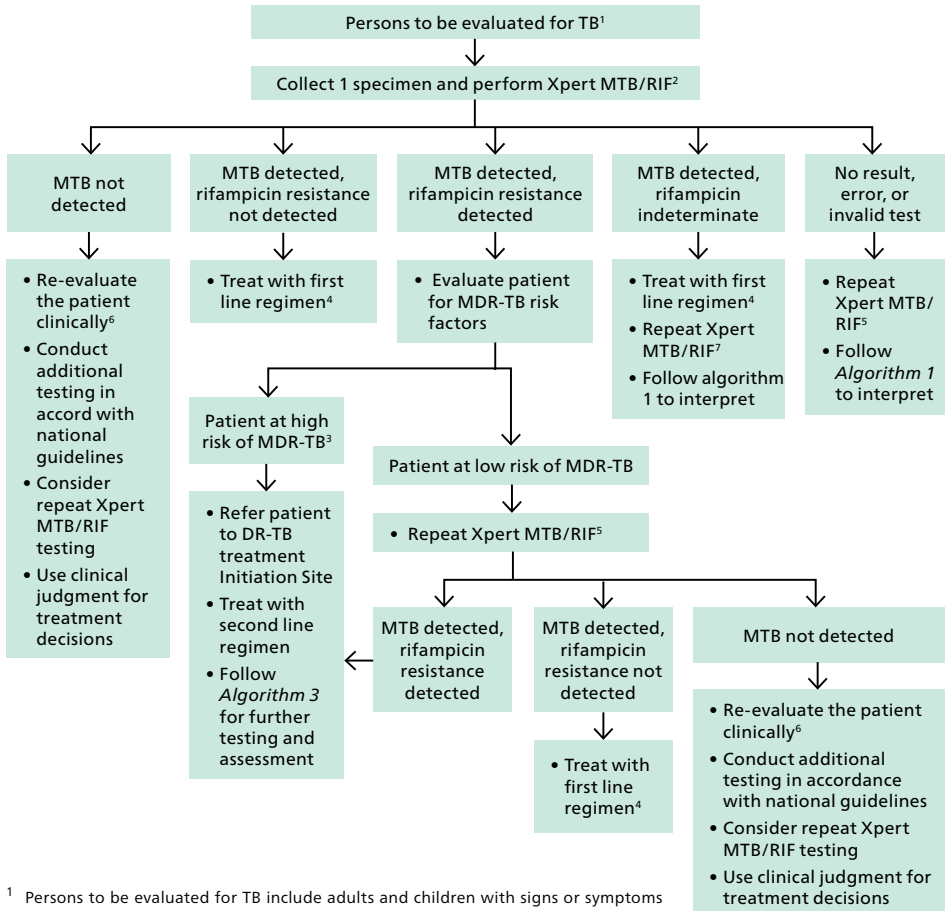 Persons to be evaluated for TB¹
Collect 1 specimen and perform Xpert MTB/RIF²
MTB not
detected
MTB detected,
rifampicin resistance
not detected
MTB detected,
rifampicin resistance
detected
MTB detected,
rifampicin
indeterminate
No result,
error, or
invalid test
• Re-evaluate
the patient
clinically⁶
• Conduct
additional
testing in
accord with
national
guidelines
• Consider
repeat Xpert
MTB/RIF
testing
• Use clinical
judgment for
treatment
decisions
• Treat with first
line regimen⁴
• Evaluate patient
for MDR-TB risk
factors
• Treat with first
line regimen⁴
• Repeat Xpert
MTB/RIF⁷
• Follow algorithm
1 to interpret
• Repeat
Xpert MTB/
RIF⁵
• Follow
Algorithm 1
to interpret
Patient at high
risk of MDR-TB³
Patient at low risk of MDR-TB
• Refer patient
to DR-TB
treatment
Initiation Site
• Treat with
second line
regimen
• Follow
Algorithm 3
for further
testing and
assessment
• Repeat Xpert MTB/RIF⁵
MTB detected,
rifampicin
resistance
detected
MTB detected,
rifampicin
resistance not
detected
MTB not detected
• Treat with
first line
regimen⁴
• Re-evaluate the patient
clinically⁶
• Conduct additional
testing in accordance
with national guidelines
• Consider repeat Xpert
MTB/RIF testing
• Use clinical judgment for
treatment decisions
¹ Persons to be evaluated for TB include adults and children with signs or symptoms